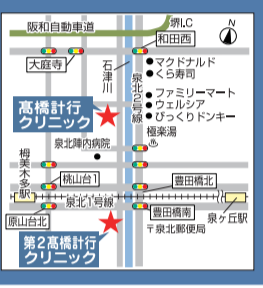 阪和自動車道
堺I.C
N
和田西
大庭寺
石津川
泉北2号線
マクドナルド
くら寿司
ファミリーマート
ウェルシア
びっくりドンキー
髙橋計行
クリニック
極楽湯
泉北陣内病院
栂・美木多駅
桃山台1
豊田橋北
泉北1号線
原山台北
豊田橋南
泉ヶ丘駅
〒泉北郵便局
第2髙橋計行
クリニック